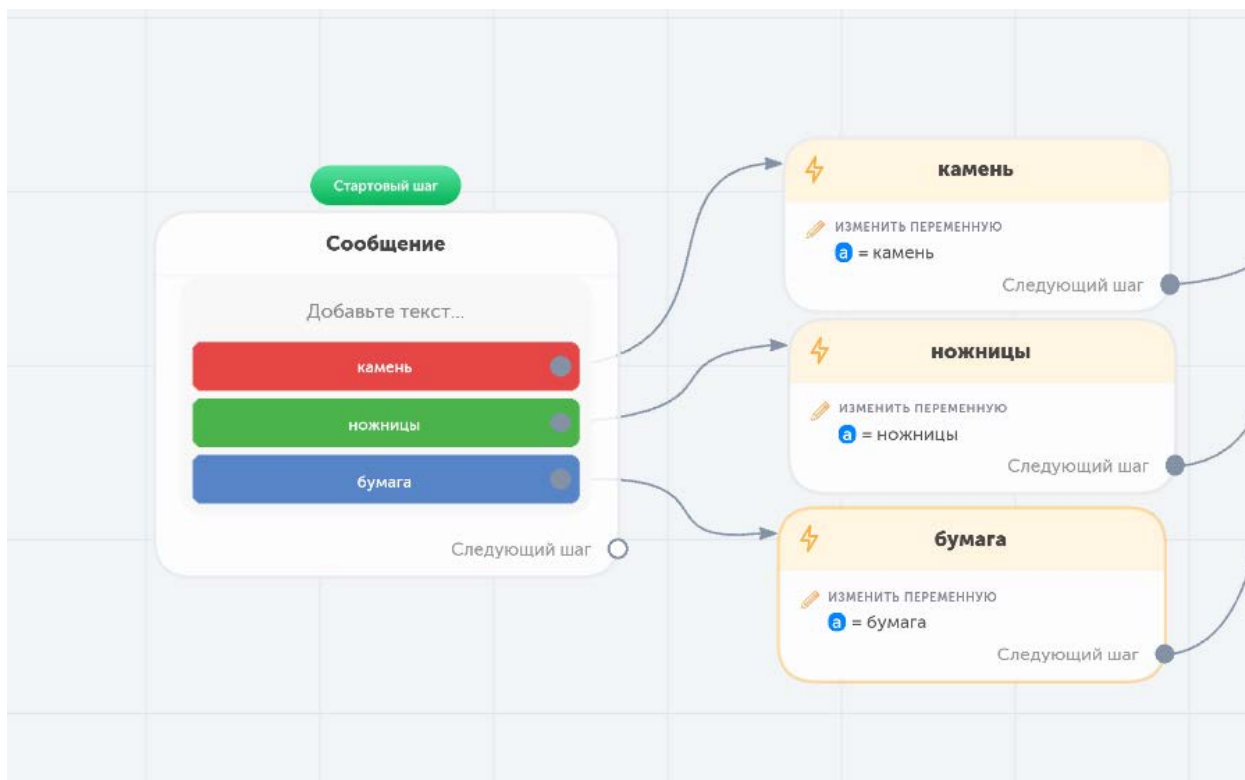 Стартовый шаг
Сообщение
Добавьте текст...
камень
ножницы
бумага
Следующий шаг
камень
ИЗМЕНИТЬ ПЕРЕМЕННУЮ
a = камень
Следующий шаг
ножницы
ИЗМЕНИТЬ ПЕРЕМЕННУЮ
a = ножницы
Следующий шаг
бумага
ИЗМЕНИТЬ ПЕРЕМЕННУЮ
a = бумага
Следующий шаг